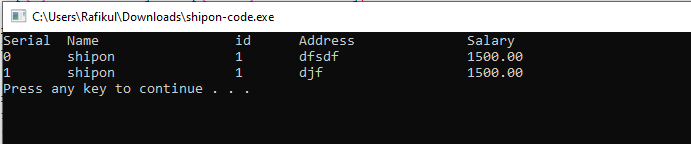 C:\Users\Rafikul\Downloads\shipon-code.exe
Serial Name id Address Salary
0 shipon 1 dfsdf 1500.00
1 shipon 1 djf 1500.00
Press any key to continue . . .